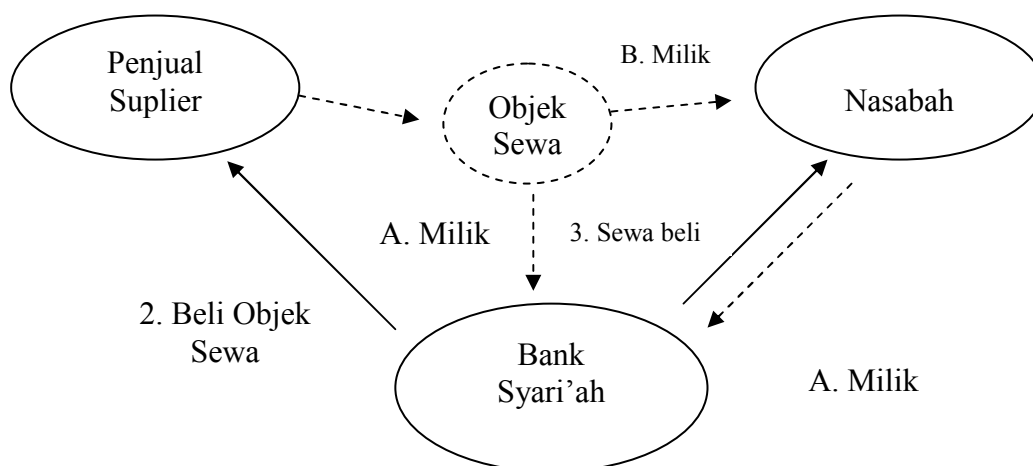 Penjual
Suplier
Objek
Sewa
B. Milik
Nasabah
A. Milik
3. Sewa beli
2. Beli Objek
Sewa
Bank
Syari’ah
A. Milik